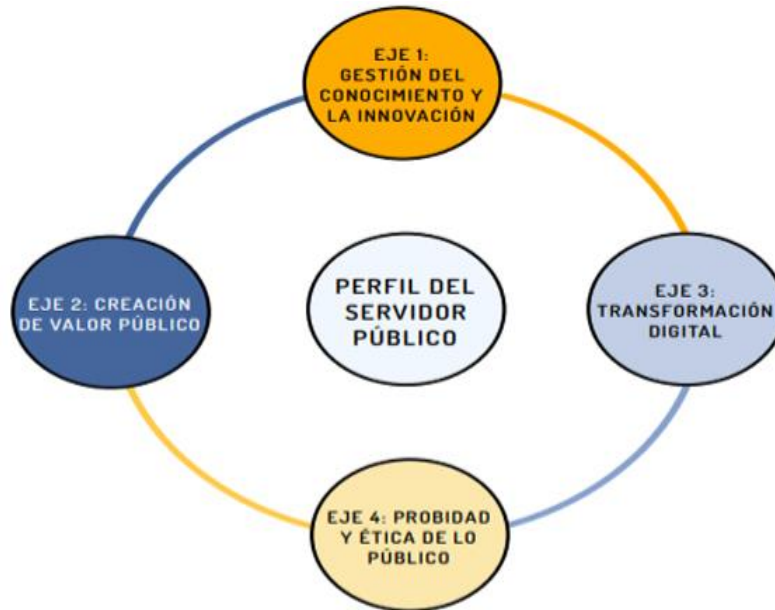 EJE 1:
GESTIÓN DEL
CONOCIMIENTO Y
LA INNOVACIÓN
EJE 2: CREACIÓN
DE VALOR PÚBLICO
PERFIL DEL
SERVIDOR
PÚBLICO
EJE 3:
TRANSFORMACIÓN
DIGITAL
EJE 4: PROBIDAD
Y ÉTICA DE LO
PÚBLICO